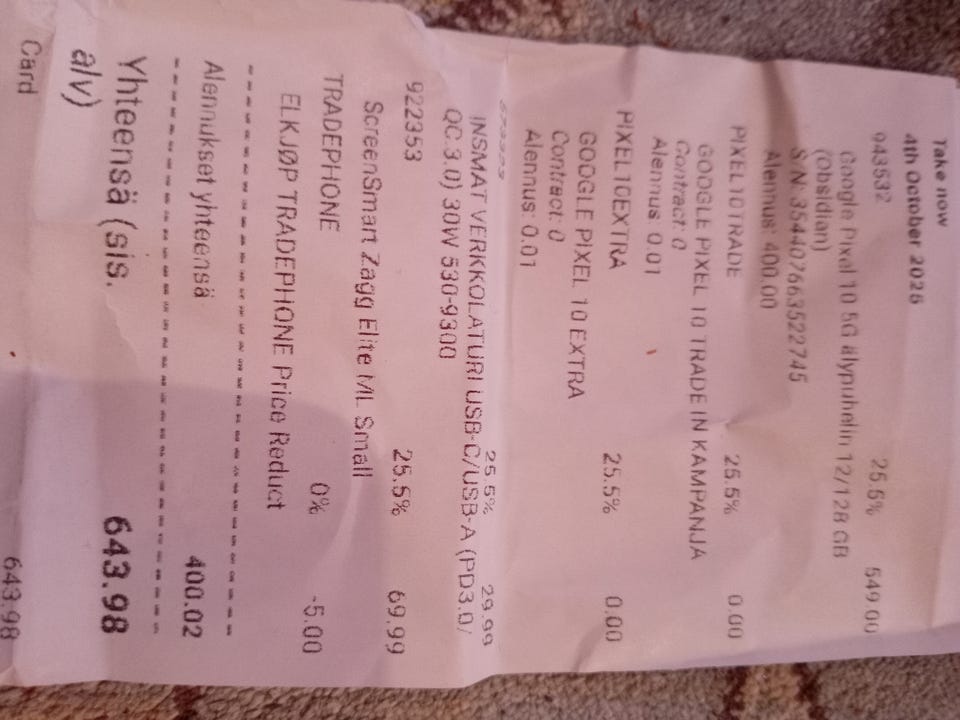 Take now
4th October 2025
943532 25.5% 549.00
Google Pixel 10 5G älypuhelin 12/128 GB
(Obsidian)
S/N: 354407663522745
Alennus: 400.00
PIXEL10TRADE 25.5% 0.00
GOOGLE PIXEL 10 TRADE IN KAMPANJA
Contract: 0
Alennus: 0.01
PIXEL10EXTRA 25.5% 0.00
GOOGLE PIXEL 10 EXTRA
Contract: 0
Alennus: 0.01
25.5% 29.99
INSMAT VERKKOLATURI USB-C/USB-A (PD3.0/
QC.3.0) 30W 530-9300
922353 25.5% 69.99
ScreenSmart Zagg Elite ML Small
TRADEPHONE 0% -5.00
ELKJØP TRADEPHONE Price Reduct
Alennukset yhteensä 400.02
Yhteensä (sis. 643.98
alv)
Card 643.98